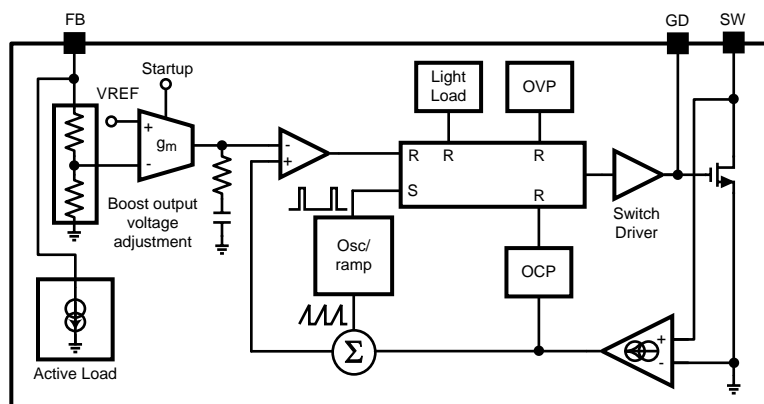 FB
GD
SW
Startup
VREF
+
-
gm
Boost output
voltage
adjustment
-
+
Light
Load
OVP
R
R
R
S
R
Switch
Driver
Osc/
ramp
OCP
Σ
+
-
Active Load